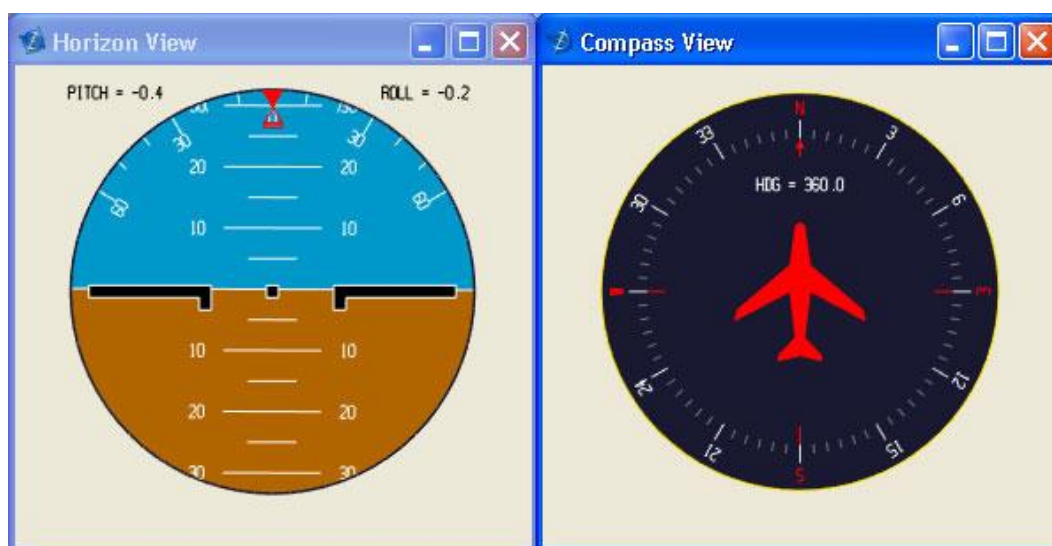 Horizon View
PITCH = -0.4
ROLL = -0.2
30
30
60
60
20 20
10 10
10 10
20 20
30 30
Compass View
N
33 3
HDG = 360.0
30 6
W E
24 12
21 15
S